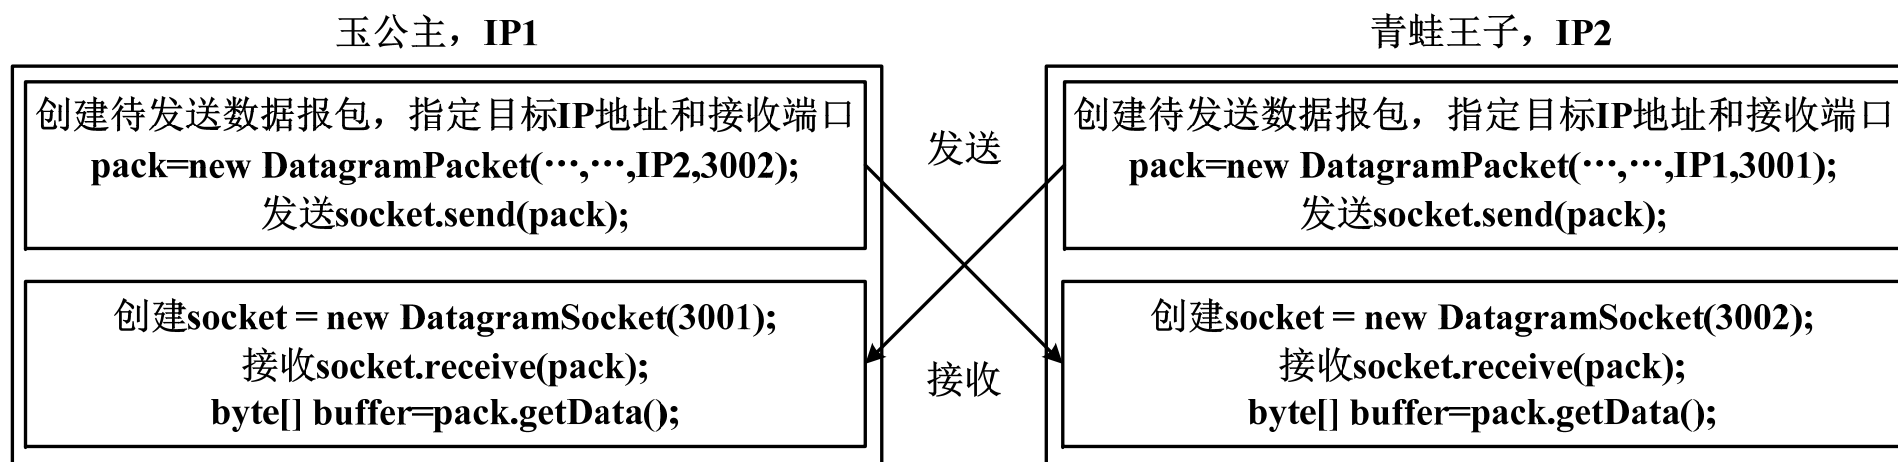 玉公主，IP1
创建待发送数据报包，指定目标IP地址和接收端口
pack=new DatagramPacket(···,···,IP2,3002);
发送socket.send(pack);
创建socket = new DatagramSocket(3001);
接收socket.receive(pack);
byte[] buffer=pack.getData();
发送
接收
青蛙王子，IP2
创建待发送数据报包，指定目标IP地址和接收端口
pack=new DatagramPacket(···,···,IP1,3001);
发送socket.send(pack);
创建socket = new DatagramSocket(3002);
接收socket.receive(pack);
byte[] buffer=pack.getData();